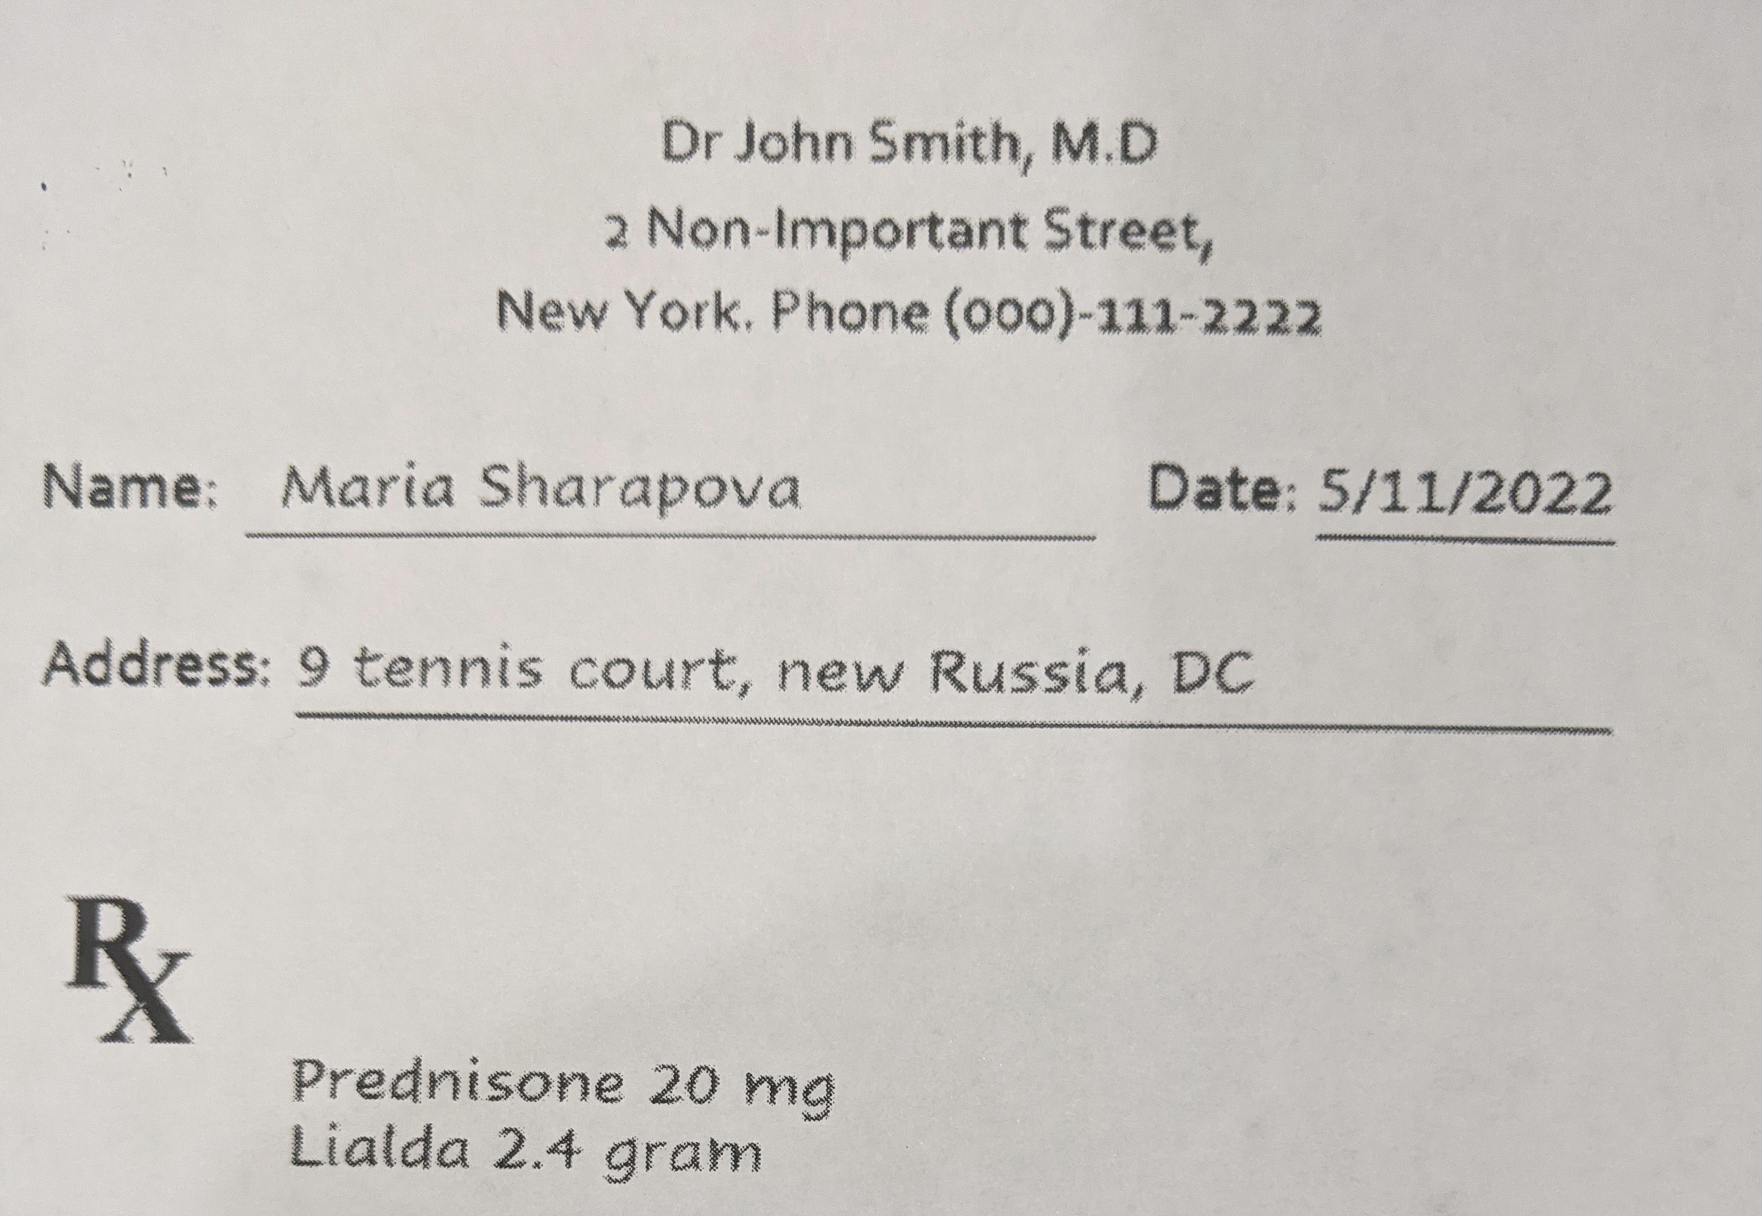 Dr John Smith, M.D
2 Non-Important Street,
New York. Phone (000)-111-2222
Name: Maria Sharapova Date: 5/11/2022
Address: 9 tennis court, new Russia, DC
Rx
Prednisone 20 mg
Lialda 2.4 gram